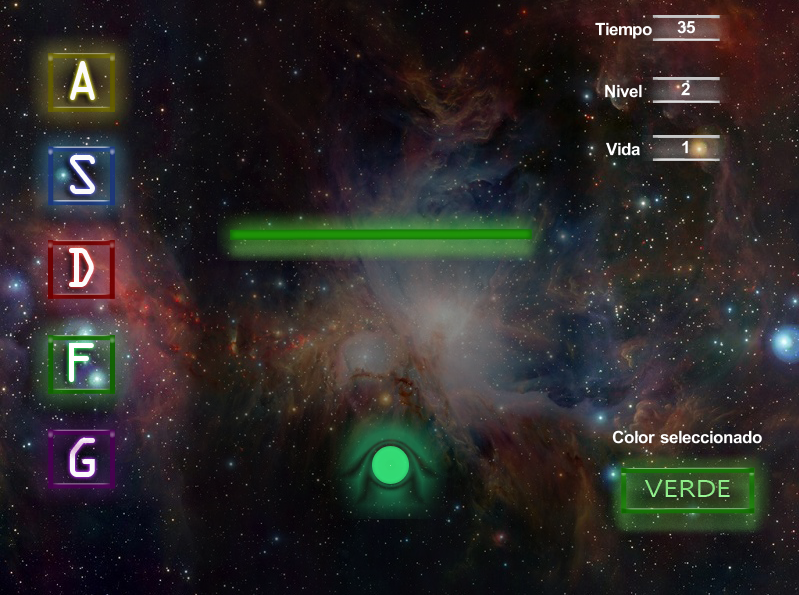 Tiempo 35
A
Nivel 2
Vida 1
S
D
F
Color seleccionado
G
VERDE